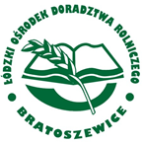 ŁÓDZKI OŚRODEK DORADZTWA ROLNICZEGO
BRATOSZEWICE